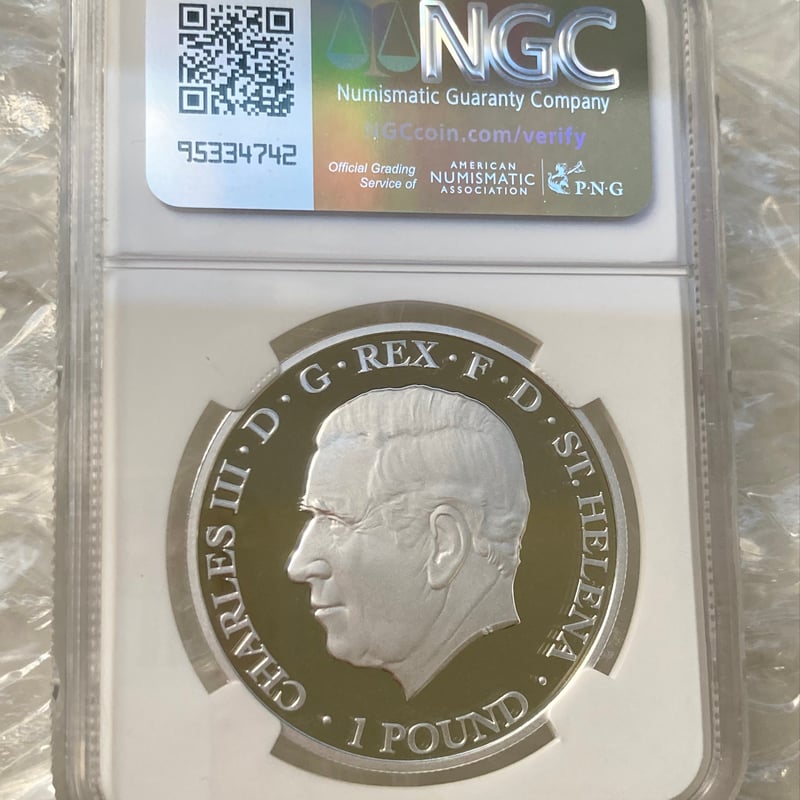 NGC
Numismatic Guaranty Company
NGCcoin.com/verify
95334742
Official Grading
Service of
AMERICAN
NUMISMATIC
ASSOCIATION
P·N·G
CHARLES III · D · G · REX · F · D · ST. HELENA · 1 POUND ·